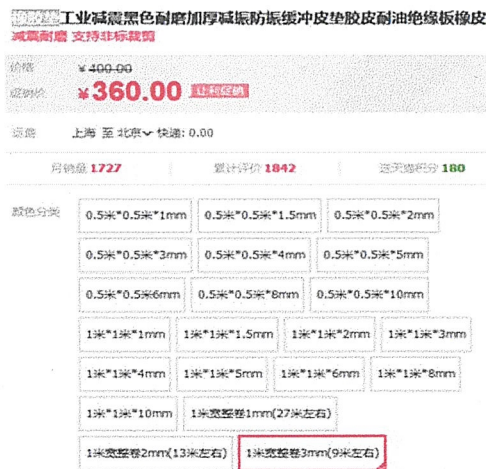 橡胶垫工业减震黑色耐磨加厚减振防振缓冲皮垫胶皮耐油绝缘板橡皮
减震耐磨 支持非标裁剪
价格 ¥400.00
促销价 ¥360.00 让利促销
运费 上海 至 北京 快递: 0.00
月销量 1727 累计评价 1842 送天猫积分 180
颜色分类 0.5米*0.5米*1mm 0.5米*0.5米*1.5mm 0.5米*0.5米*2mm
0.5米*0.5米*3mm 0.5米*0.5米*4mm 0.5米*0.5米*5mm
0.5米*0.5米6mm 0.5米*0.5米*8mm 0.5米*0.5米*10mm
1米*1米*1mm 1米*1米*1.5mm 1米*1米*2mm 1米*1米*3mm
1米*1米*4mm 1米*1米*5mm 1米*1米*6mm 1米*1米*8mm
1米*1米*10mm 1米宽整卷1mm(27米左右)
1米宽整卷2mm(13米左右) 1米宽整卷3mm(9米左右)